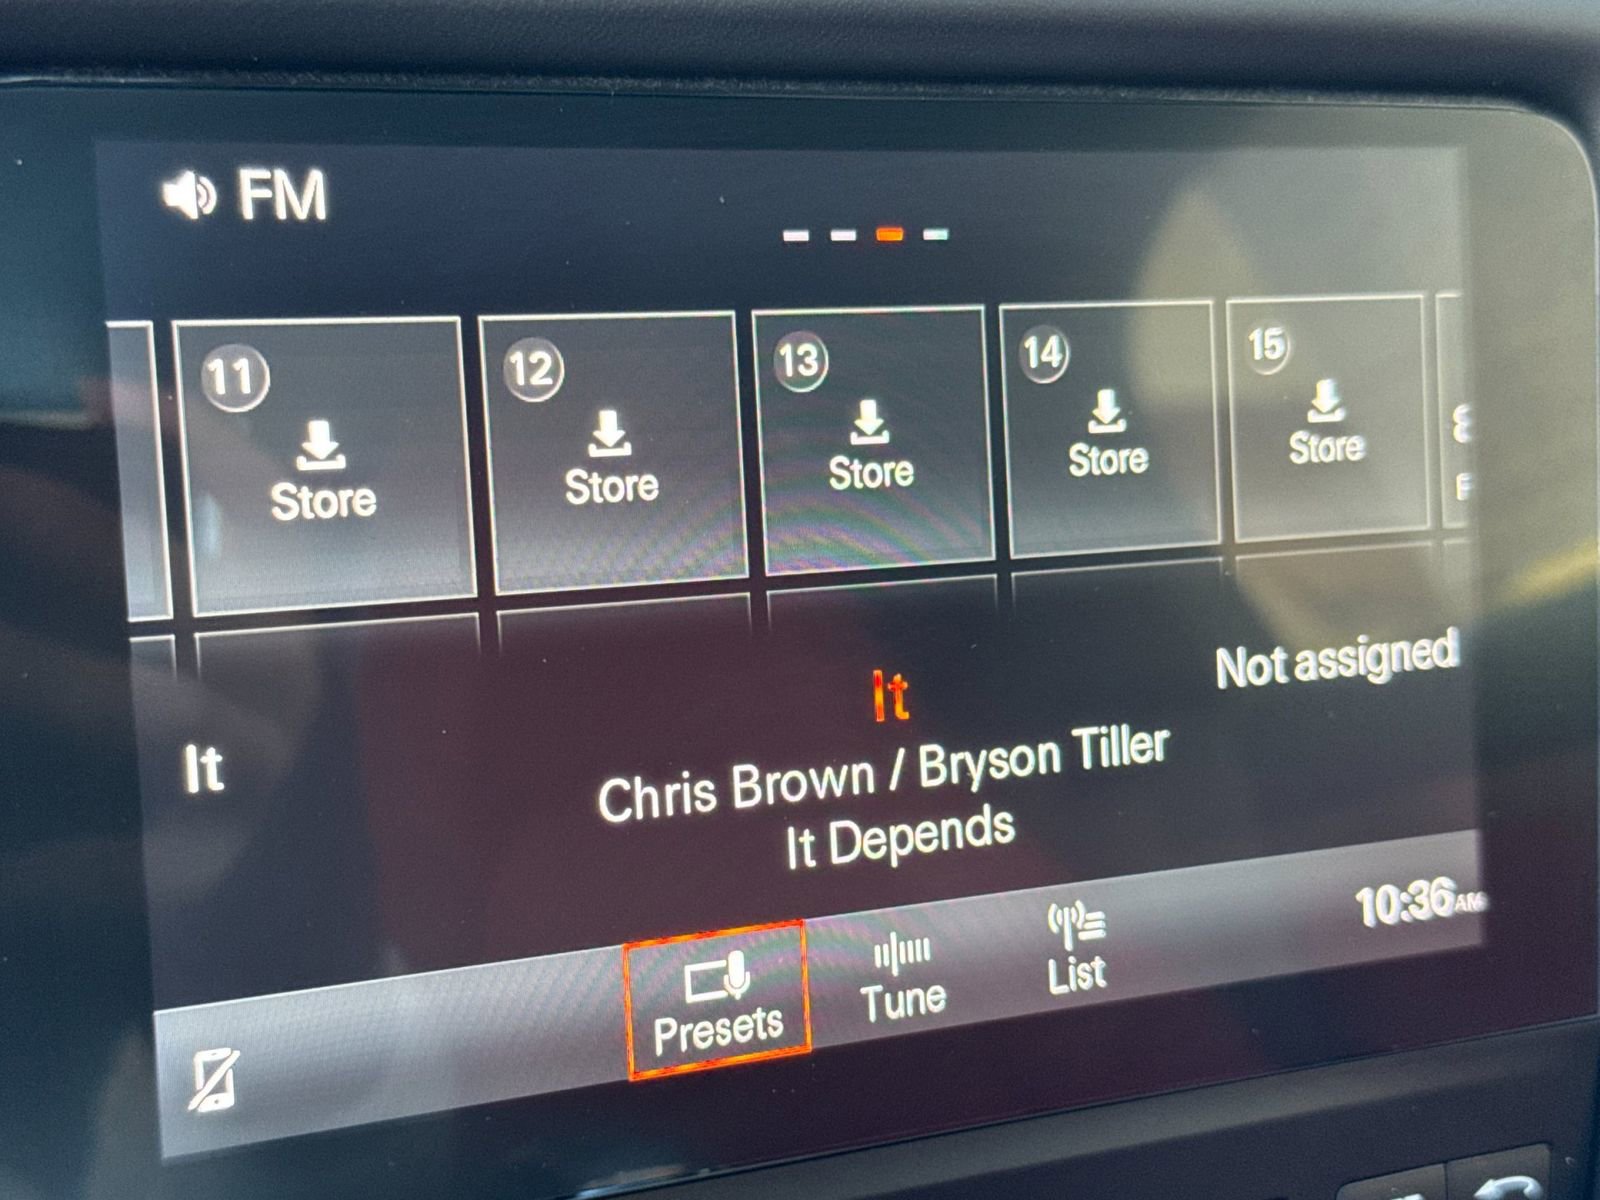 FM
11
Store
12
Store
13
Store
14
Store
15
Store
Not assigned
It
It
Chris Brown / Bryson Tiller
It Depends
Presets
Tune
List
10:36AM